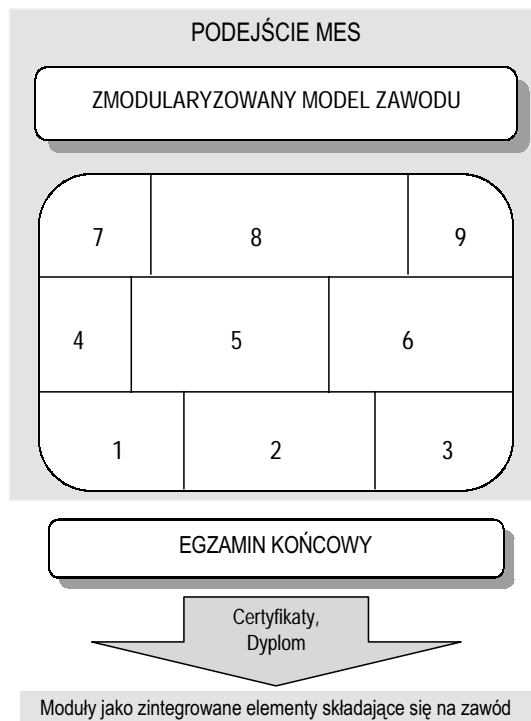 PODEJŚCIE MES
ZMODULARYZOWANY MODEL ZAWODU
7 8 9
4 5 6
1 2 3
EGZAMIN KOŃCOWY
Certyfikaty,
Dyplom
Moduły jako zintegrowane elementy składające się na zawód